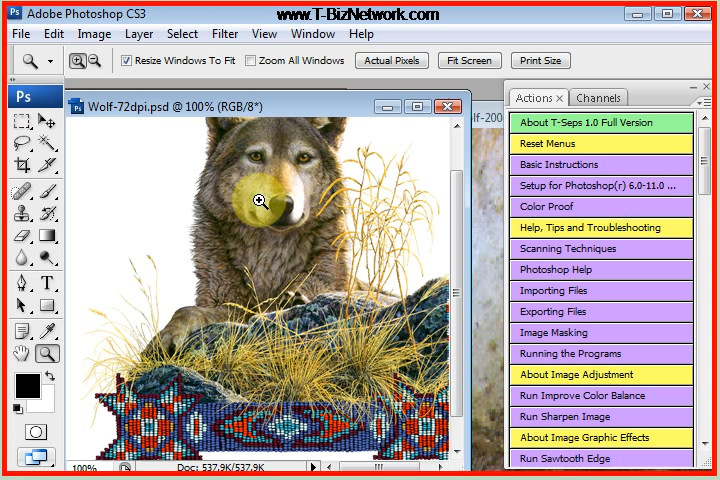 www.T-BizNetwork.com
Ps Adobe Photoshop CS3
File Edit Image Layer Select Filter View Window Help
Resize Windows To Fit Zoom All Windows Actual Pixels Fit Screen Print Size
Ps
Ps Wolf-72dpi.psd @ 100% (RGB/8*)
olf-200
T
100% Doc: 537.9K/537.9K
Actions x Channels
About T-Seps 1.0 Full Version
Reset Menus
Basic Instructions
Setup for Photoshop(r) 6.0-11.0 ...
Color Proof
Help, Tips and Troubleshooting
Scanning Techniques
Photoshop Help
Importing Files
Exporting Files
Image Masking
Running the Programs
About Image Adjustment
Run Improve Color Balance
Run Sharpen Image
About Image Graphic Effects
Run Sawtooth Edge